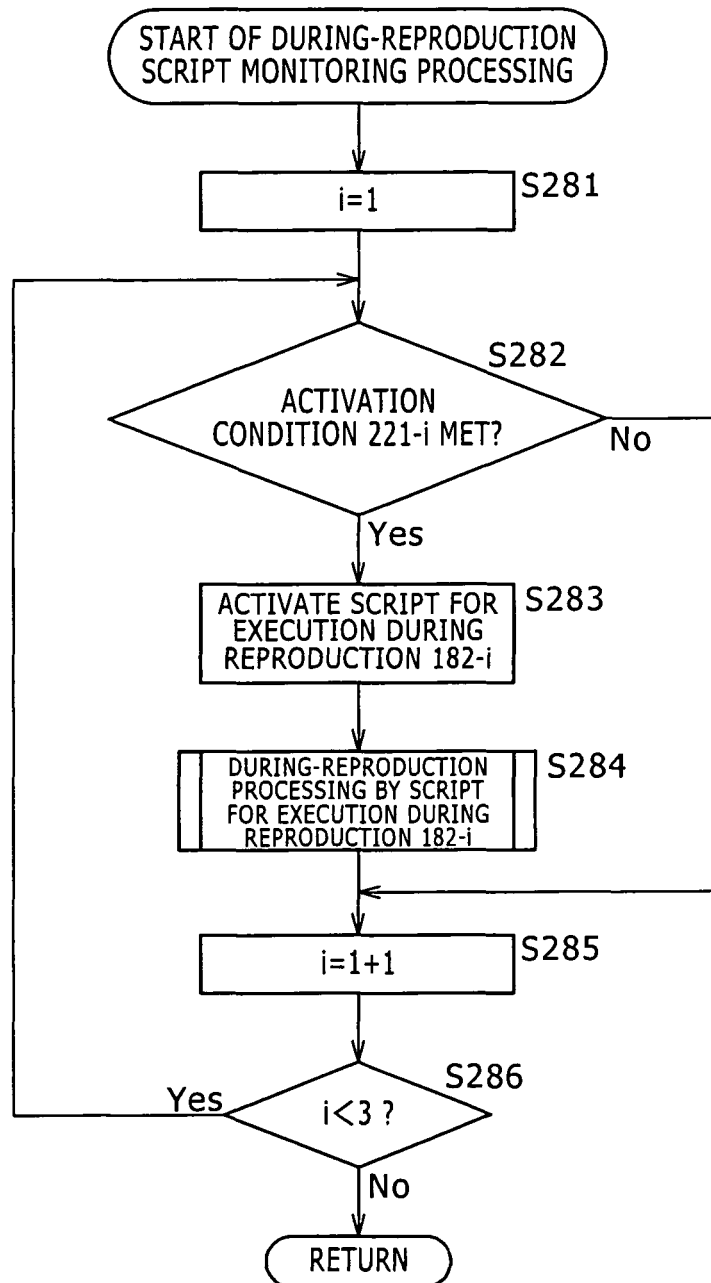 START OF DURING-REPRODUCTION
SCRIPT MONITORING PROCESSING
S281
i=1
S282
ACTIVATION
CONDITION 221-i MET?
No
Yes
S283
ACTIVATE SCRIPT FOR
EXECUTION DURING
REPRODUCTION 182-i
S284
DURING-REPRODUCTION
PROCESSING BY SCRIPT
FOR EXECUTION DURING
REPRODUCTION 182-i
S285
i=1+1
S286
Yes
i<3 ?
No
RETURN